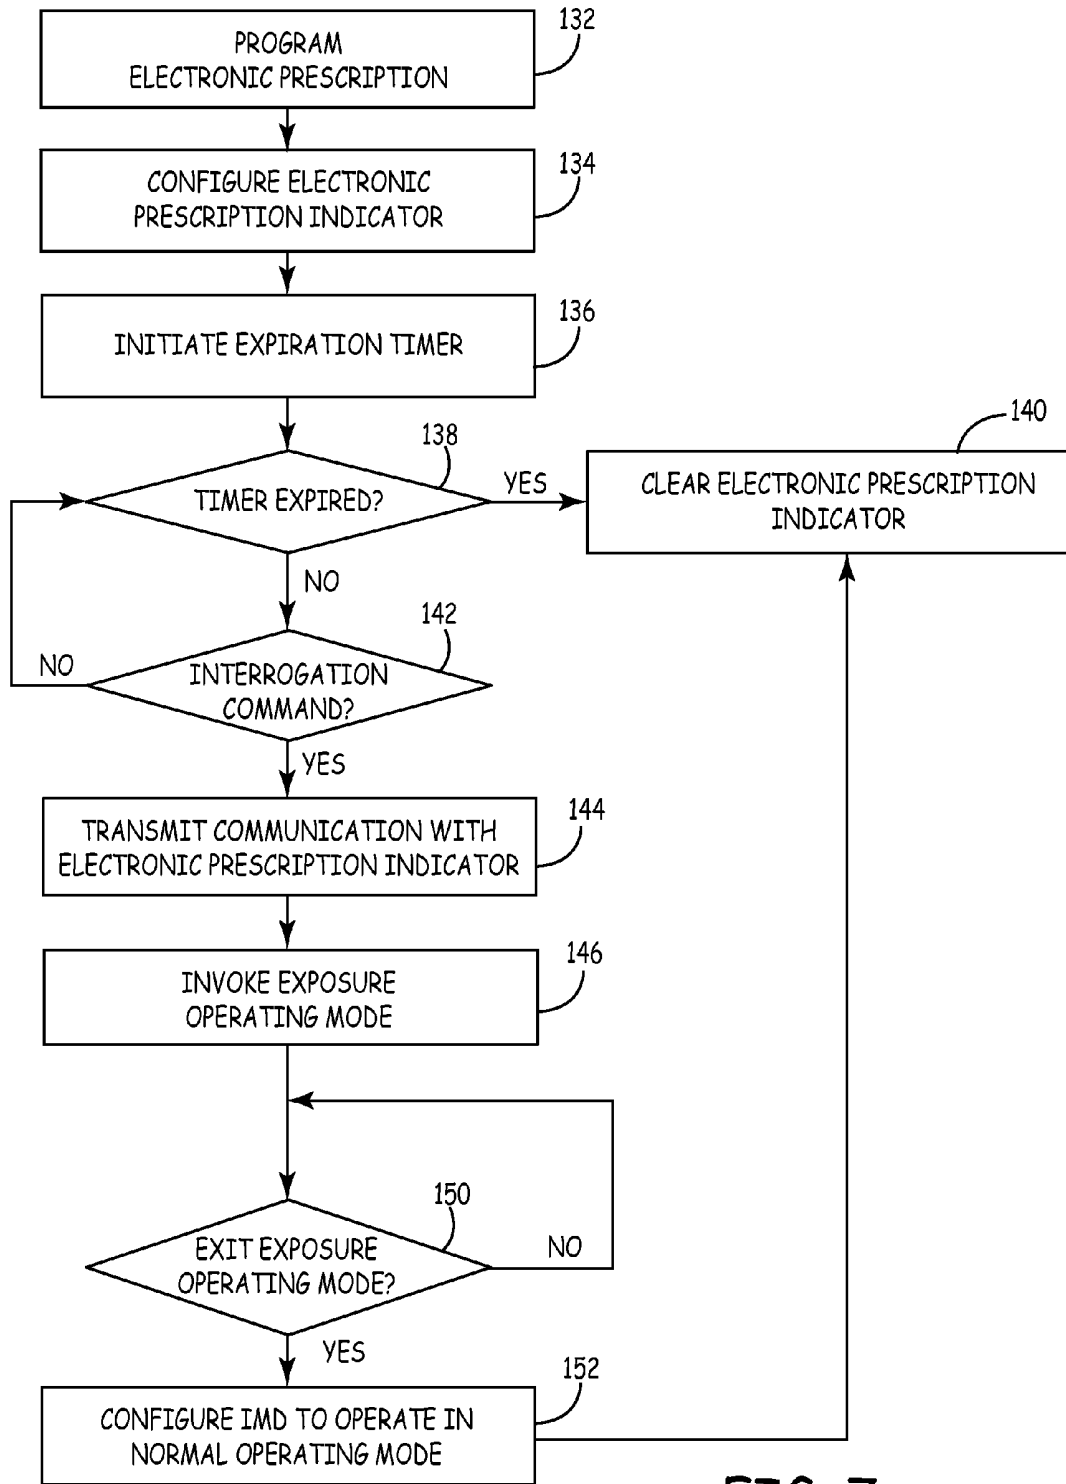 PROGRAM
ELECTRONIC PRESCRIPTION
132
CONFIGURE ELECTRONIC
PRESCRIPTION INDICATOR
134
INITIATE EXPIRATION TIMER
136
TIMER EXPIRED?
138
YES
CLEAR ELECTRONIC PRESCRIPTION
INDICATOR
140
NO
INTERROGATION
COMMAND?
142
NO
YES
TRANSMIT COMMUNICATION WITH
ELECTRONIC PRESCRIPTION INDICATOR
144
INVOKE EXPOSURE
OPERATING MODE
146
EXIT EXPOSURE
OPERATING MODE?
150
NO
YES
CONFIGURE IMD TO OPERATE IN
NORMAL OPERATING MODE
152